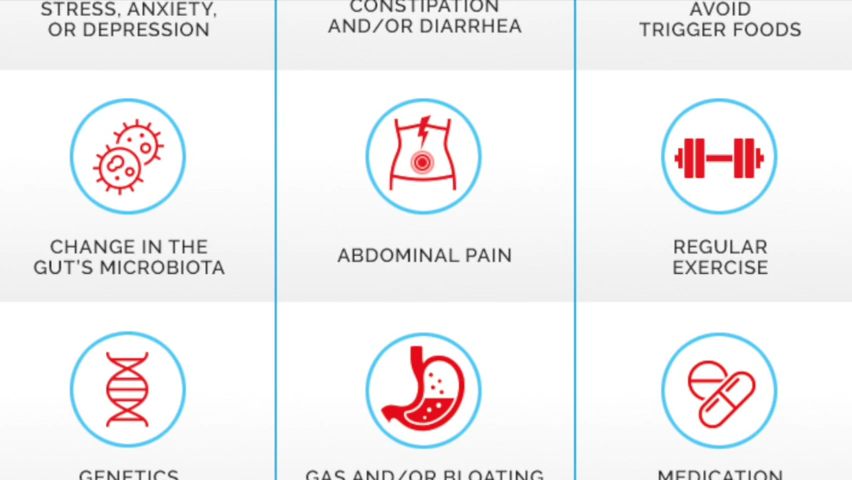 STRESS, ANXIETY,
OR DEPRESSION
CONSTIPATION
AND/OR DIARRHEA
AVOID
TRIGGER FOODS
CHANGE IN THE
GUT'S MICROBIOTA
ABDOMINAL PAIN
REGULAR
EXERCISE
GENETICS
GAS AND/OR BLOATING
MEDICATION